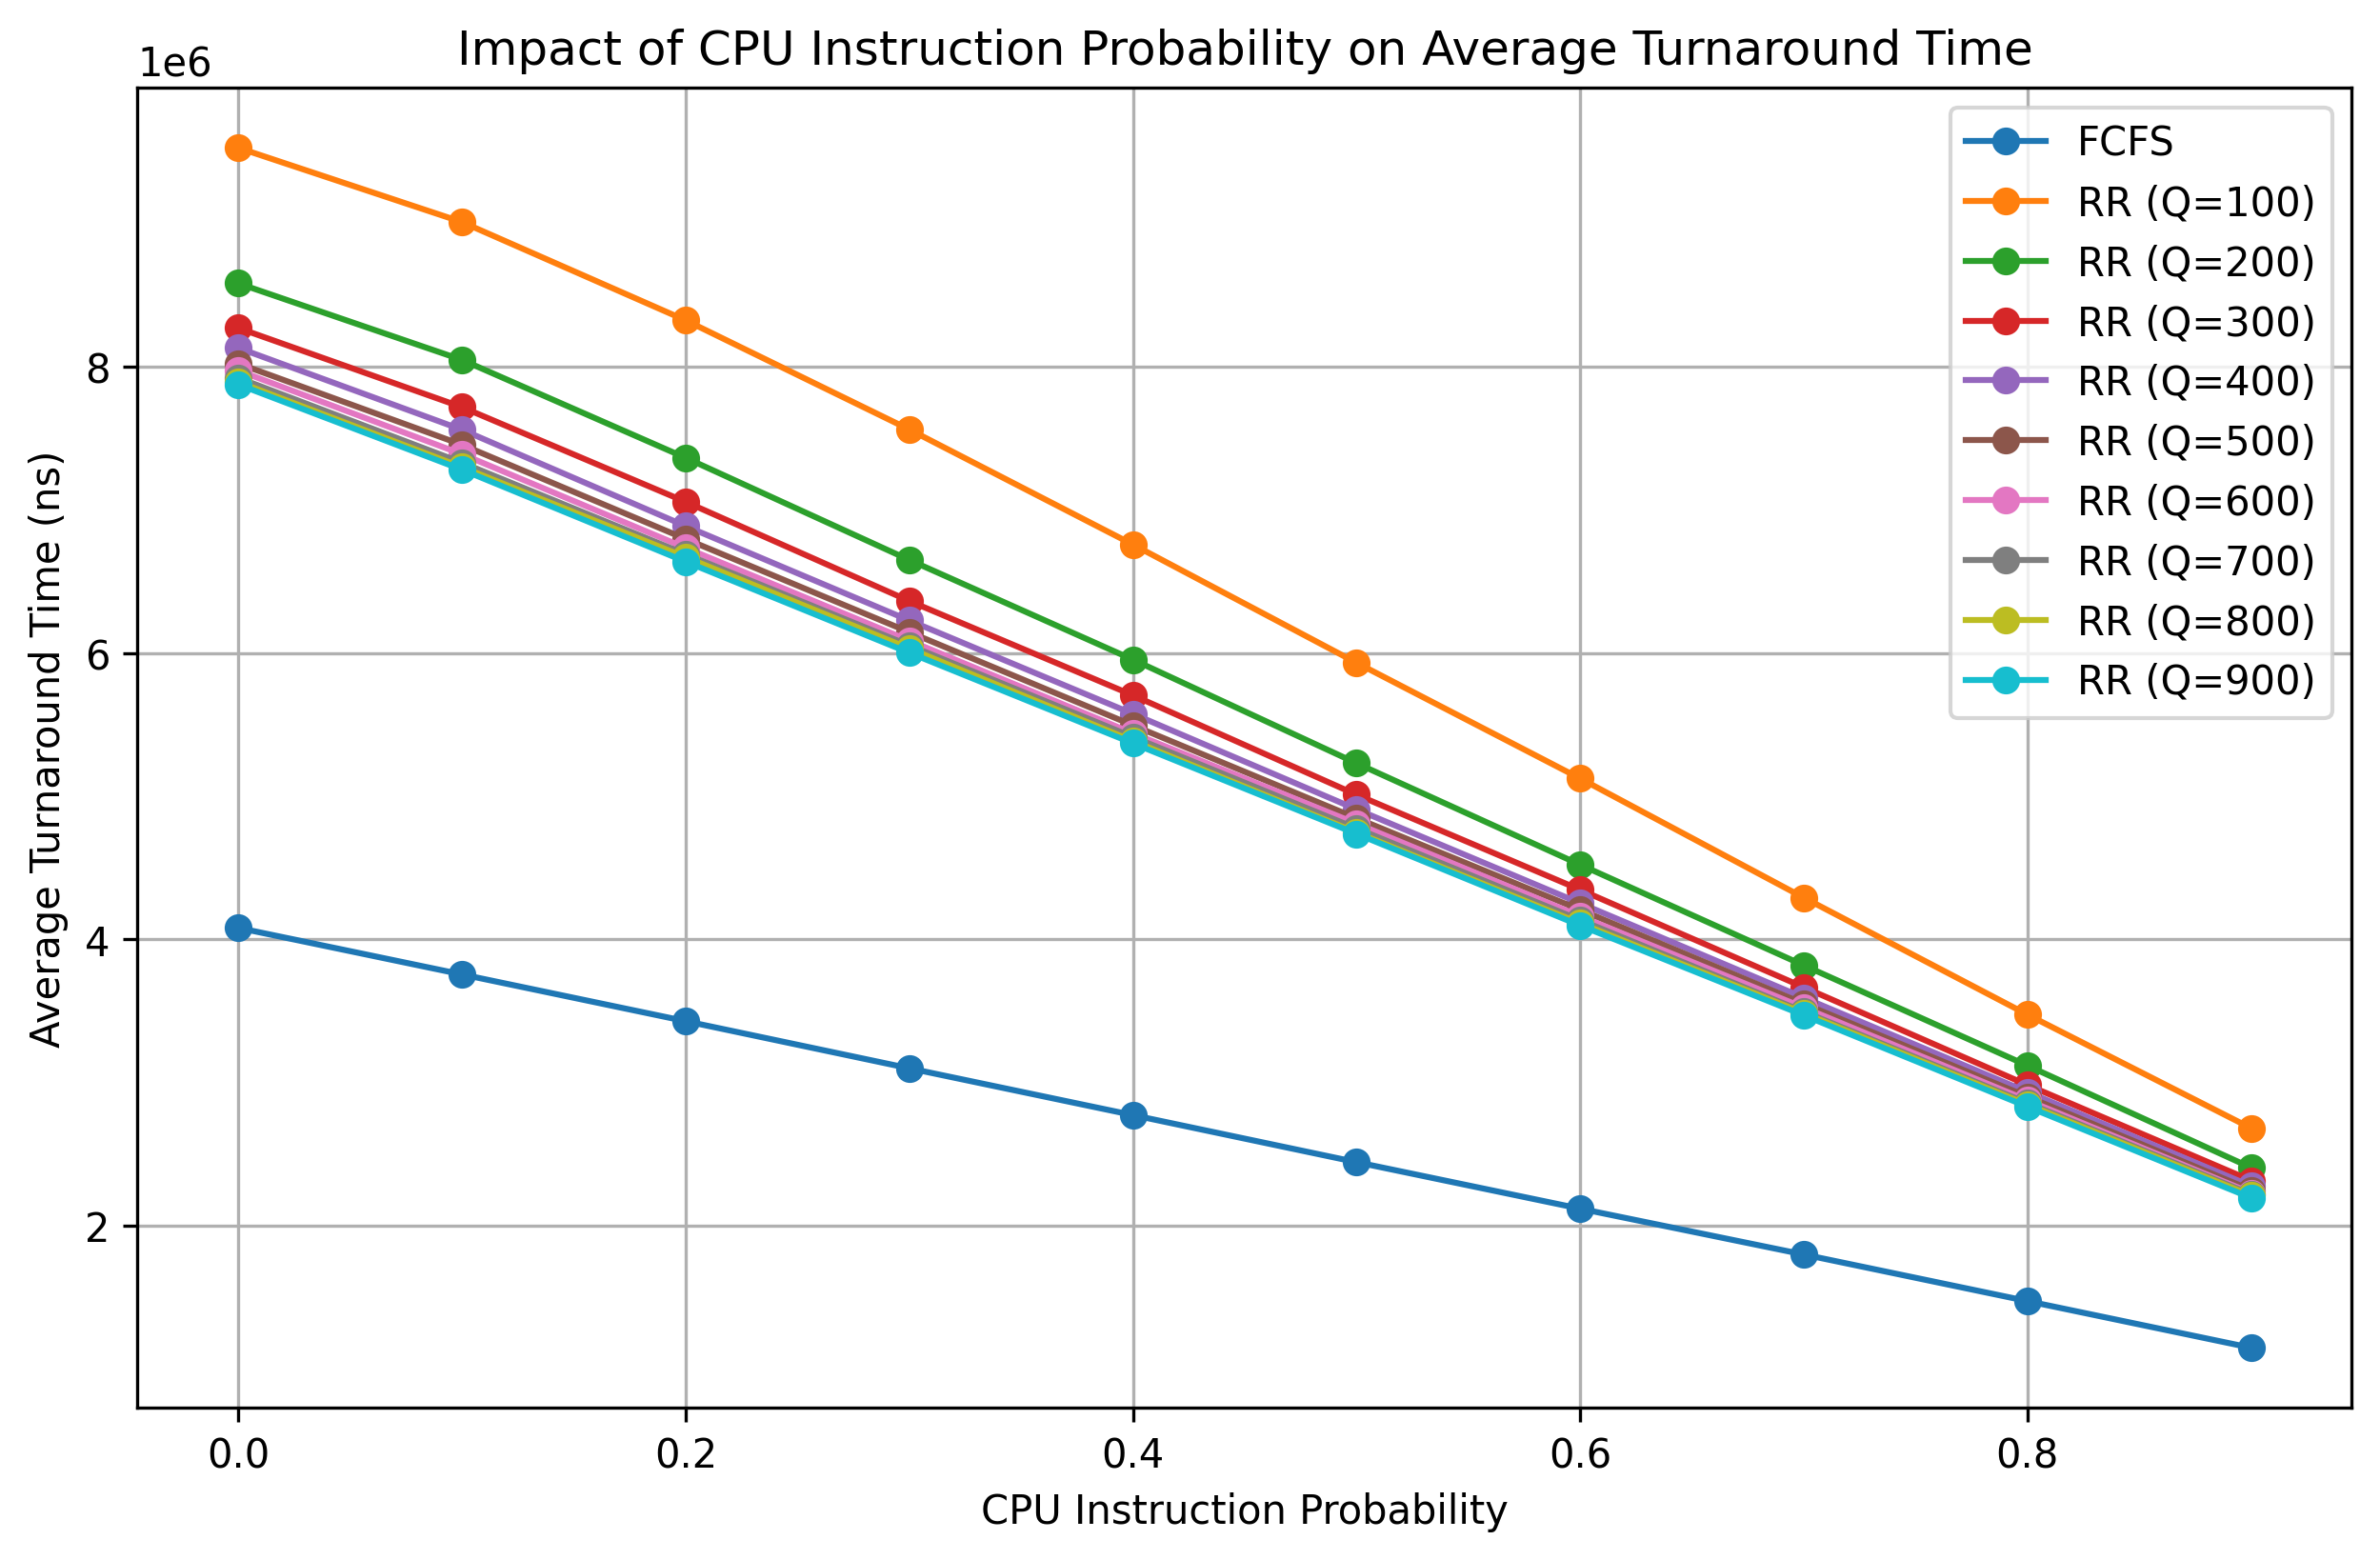 Impact of CPU Instruction Probability on Average Turnaround Time
1e6
8
6
4
2
Average Turnaround Time (ns)
FCFS
RR (Q=100)
RR (Q=200)
RR (Q=300)
RR (Q=400)
RR (Q=500)
RR (Q=600)
RR (Q=700)
RR (Q=800)
RR (Q=900)
0.0 0.2 0.4 0.6 0.8
CPU Instruction Probability